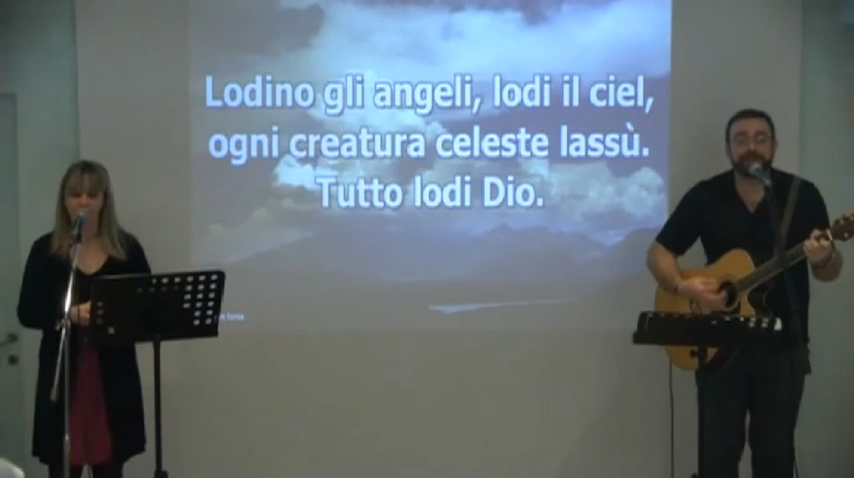 Lodino gli angeli, lodi il ciel,
ogni creatura celeste lassù.
Tutto lodi Dio.